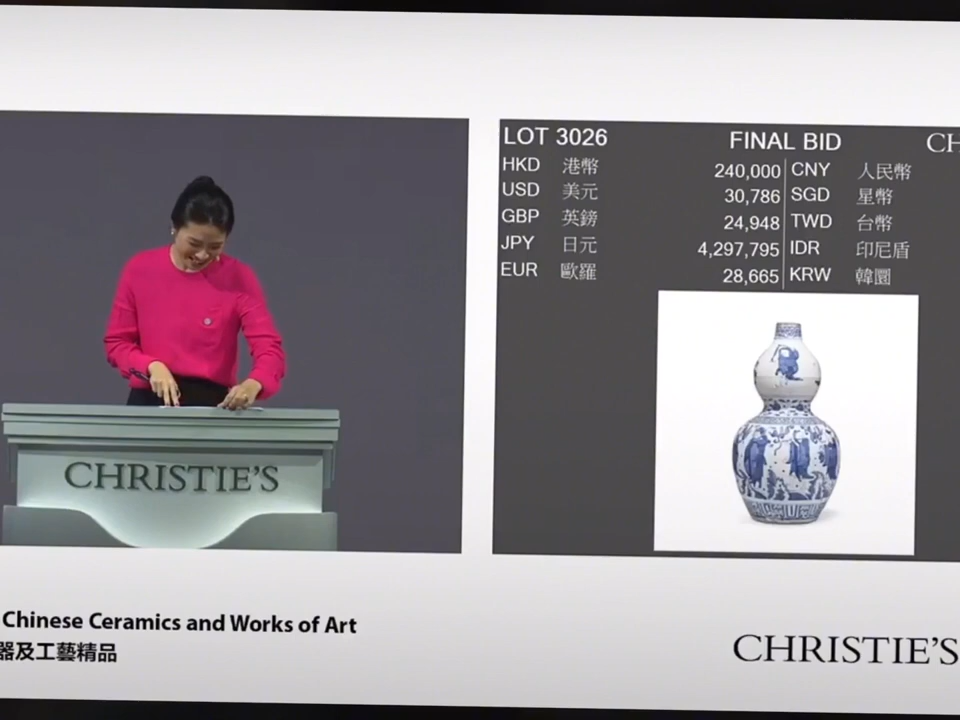 LOT 3026 FINAL BID CH
HKD 港幣 240,000 CNY 人民幣
USD 美元 30,786 SGD 星幣
GBP 英鎊 24,948 TWD 台幣
JPY 日元 4,297,795 IDR 印尼盾
EUR 歐羅 28,665 KRW 韓圜
CHRISTIE'S
Chinese Ceramics and Works of Art
器及工藝精品
CHRISTIE'S